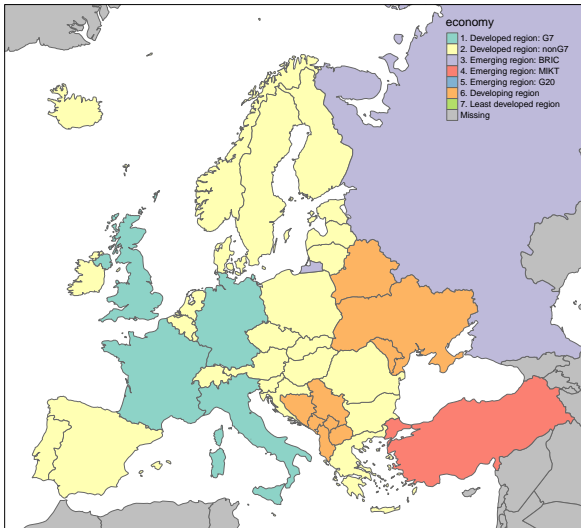 economy
1. Developed region: G7
2. Developed region: nonG7
3. Emerging region: BRIC
4. Emerging region: MIKT
5. Emerging region: G20
6. Developing region
7. Least developed region
Missing